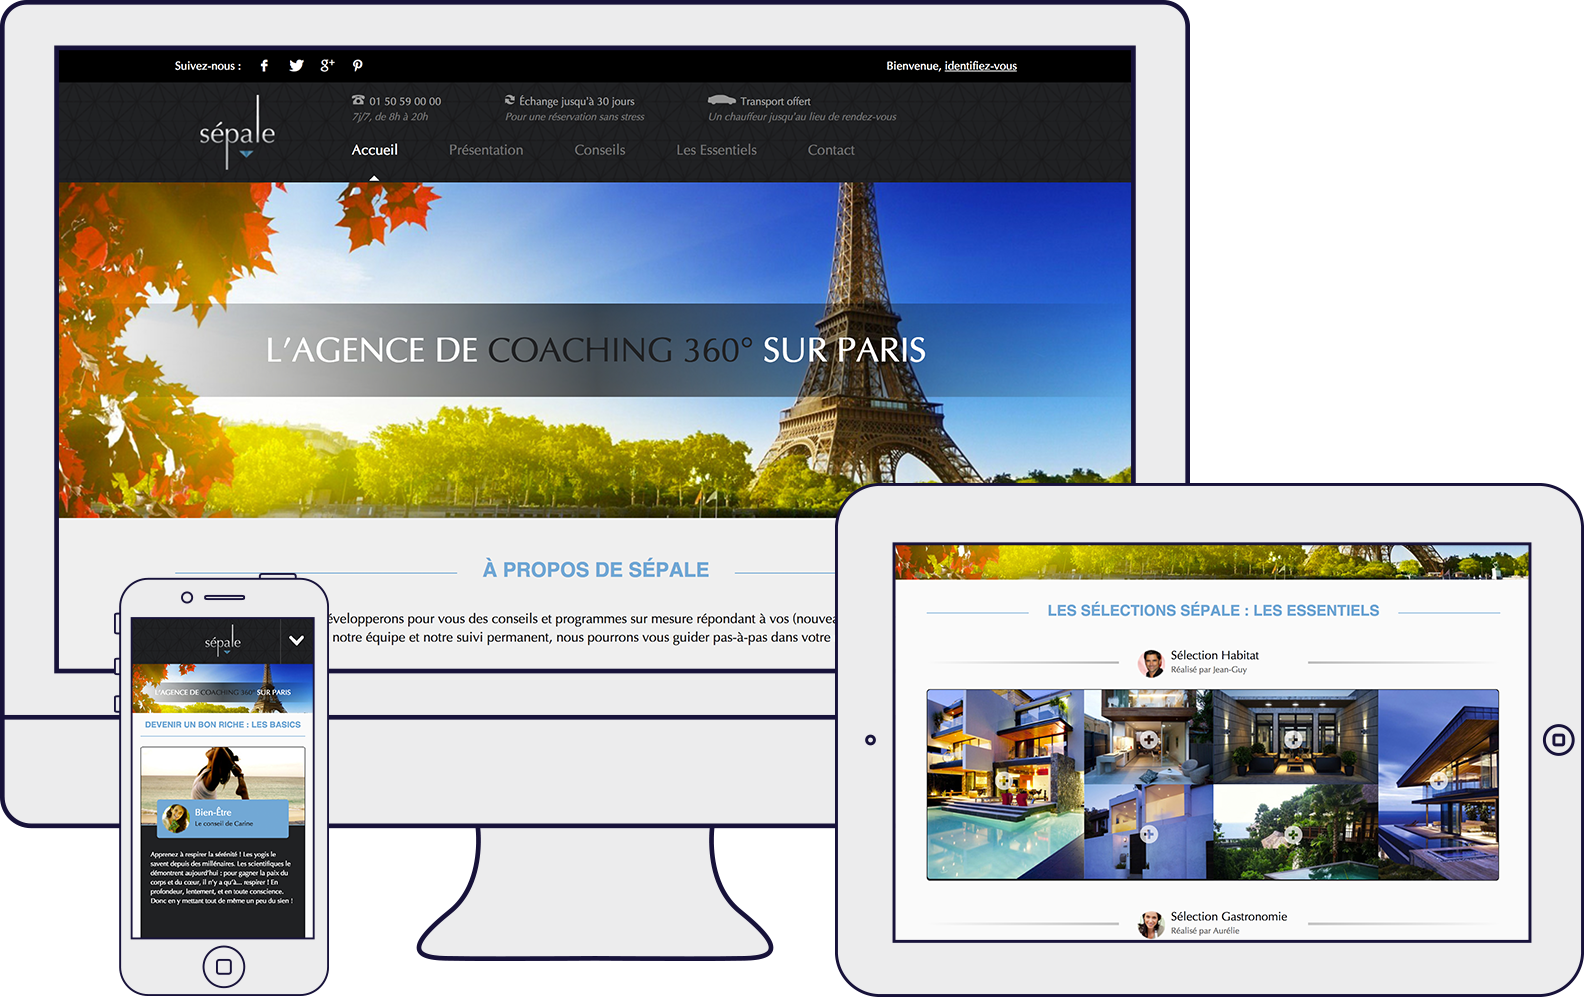 Suivez-nous :
Bienvenue, identifiez-vous
sépale
01 50 59 00 00
7j/7, de 8h à 20h
Échange jusqu'à 30 jours
Pour une réservation sans stress
Transport offert
Un chauffeur jusqu'au lieu de rendez-vous
Accueil
Présentation
Conseils
Les Essentiels
Contact
L'AGENCE DE COACHING 360° SUR PARIS
À PROPOS DE SÉPALE
évelopperons pour vous des conseils et programmes sur mesure répondant à vos (nouvea
notre équipe et notre suivi permanent, nous pourrons vous guider pas-à-pas dans votre
sépale
L'AGENCE DE COACHING 360° SUR PARIS
DEVENIR UN BON RICHE : LES BASICS
Bien-Être
Le conseil de Carine
Apprenez à respirer la sérénité ! Les yogis le
savent depuis des millénaires. Les scientifiques le
démontrent aujourd'hui : pour gagner la paix du
corps et du cœur, il n'y a qu'à... respirer ! En
profondeur, lentement, et en toute conscience.
Donc en y mettant tout de même un peu du sien !
LES SÉLECTIONS SÉPALE : LES ESSENTIELS
Sélection Habitat
Réalisé par Jean-Guy
Sélection Gastronomie
Réalisé par Aurélie